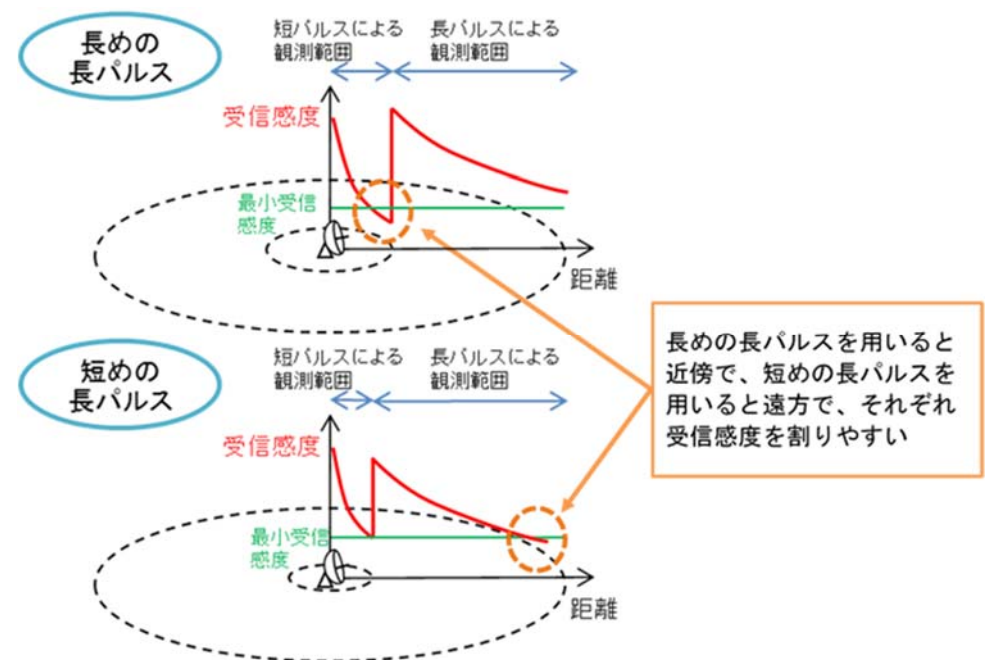 長めの
長パルス
短パルスによる
観測範囲
長パルスによる
観測範囲
受信感度
最小受信
感度
距離
短めの
長パルス
短パルスによる
観測範囲
長パルスによる
観測範囲
受信感度
最小受信
感度
距離
長めの長パルスを用いると
近傍で、短めの長パルスを
用いると遠方で、それぞれ
受信感度を割りやすい